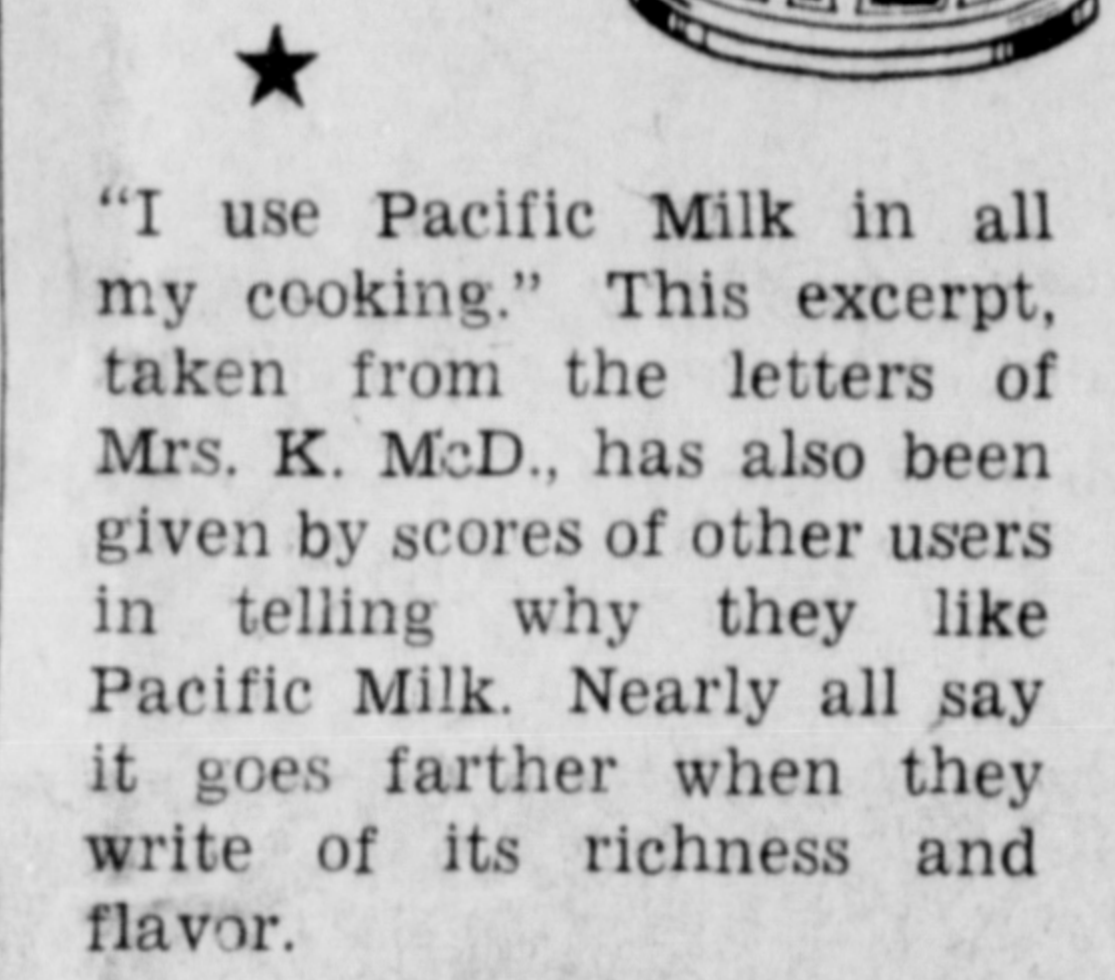 "I use Pacific Milk in all
my cooking." This excerpt,
taken from the letters of
Mrs. K. McD., has also been
given by scores of other users
in telling why they like
Pacific Milk. Nearly all say
it goes farther when they
write of its richness and
flavor.